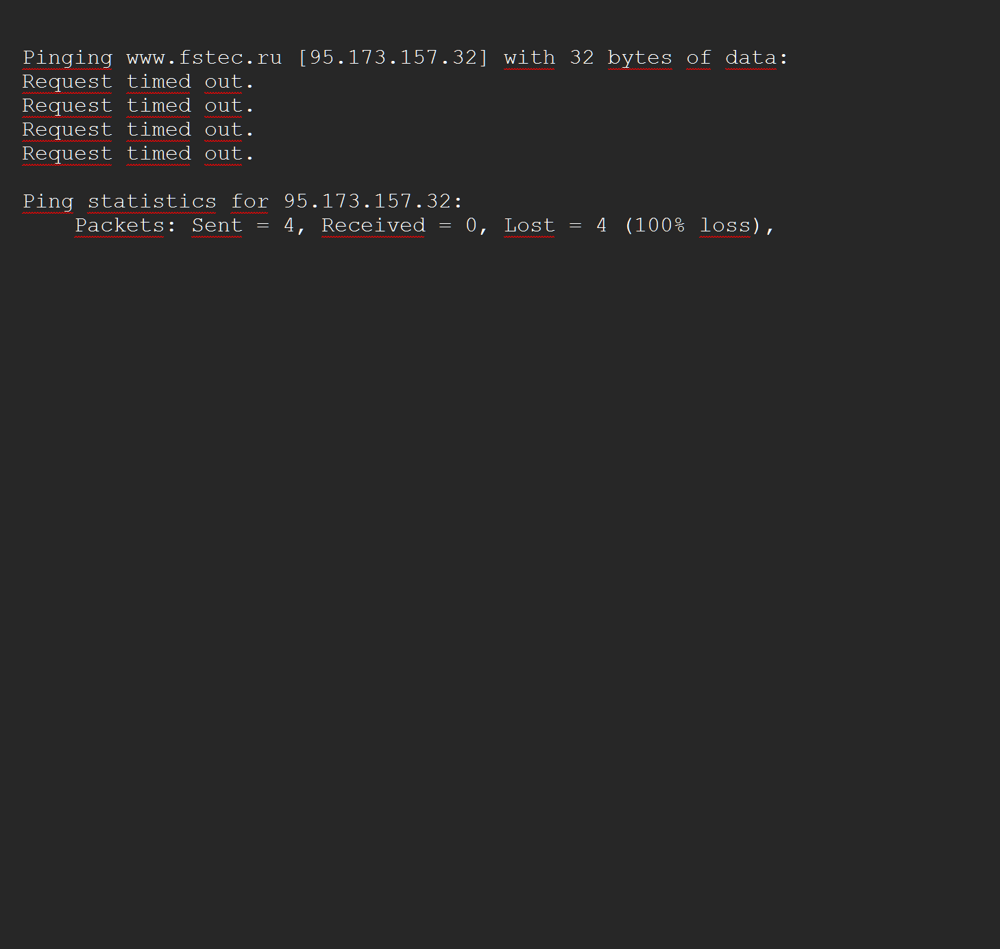 Pinging www.fstec.ru [95.173.157.32] with 32 bytes of data:
Request timed out.
Request timed out.
Request timed out.
Request timed out.
Ping statistics for 95.173.157.32:
Packets: Sent = 4, Received = 0, Lost = 4 (100% loss),